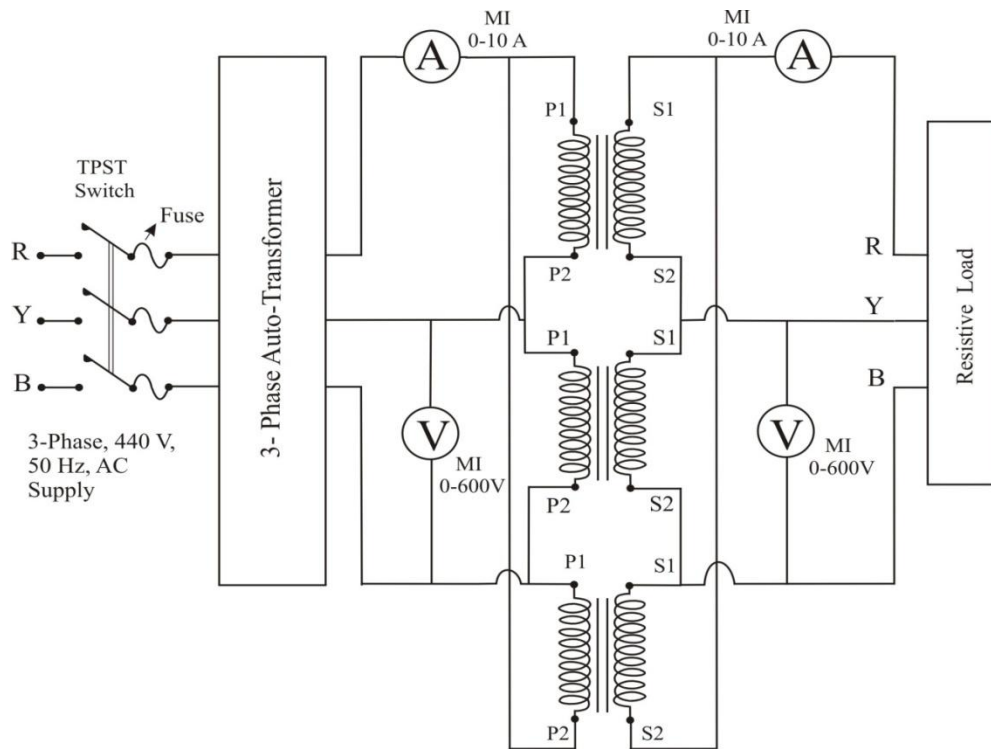 MI
0-10 A
A
MI
0-10 A
A
P1
S1
TPST
Switch
Fuse
3- Phase Auto-Transformer
Resistive Load
R
Y
B
P2
S2
R
Y
B
P1
S1
V
MI
0-600V
V
MI
0-600V
3-Phase, 440 V,
50 Hz, AC
Supply
P2
S2
P1
S1
P2
S2